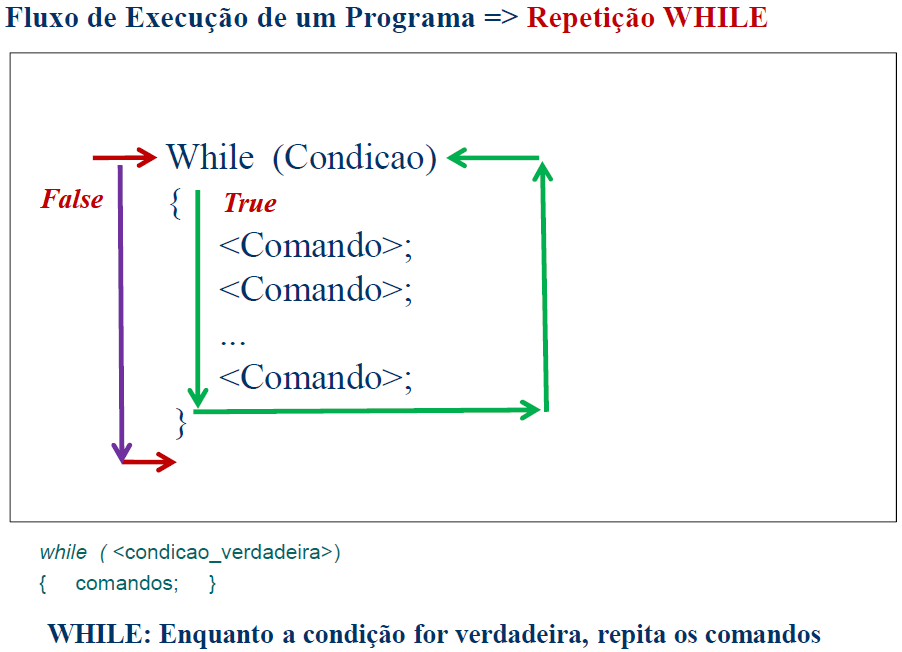 Fluxo de Execução de um Programa => Repetição WHILE
While (Condicao)
False
{ True
<Comando>;
<Comando>;
...
<Comando>;
}
while ( <condicao_verdadeira>)
{ comandos; }
WHILE: Enquanto a condição for verdadeira, repita os comandos